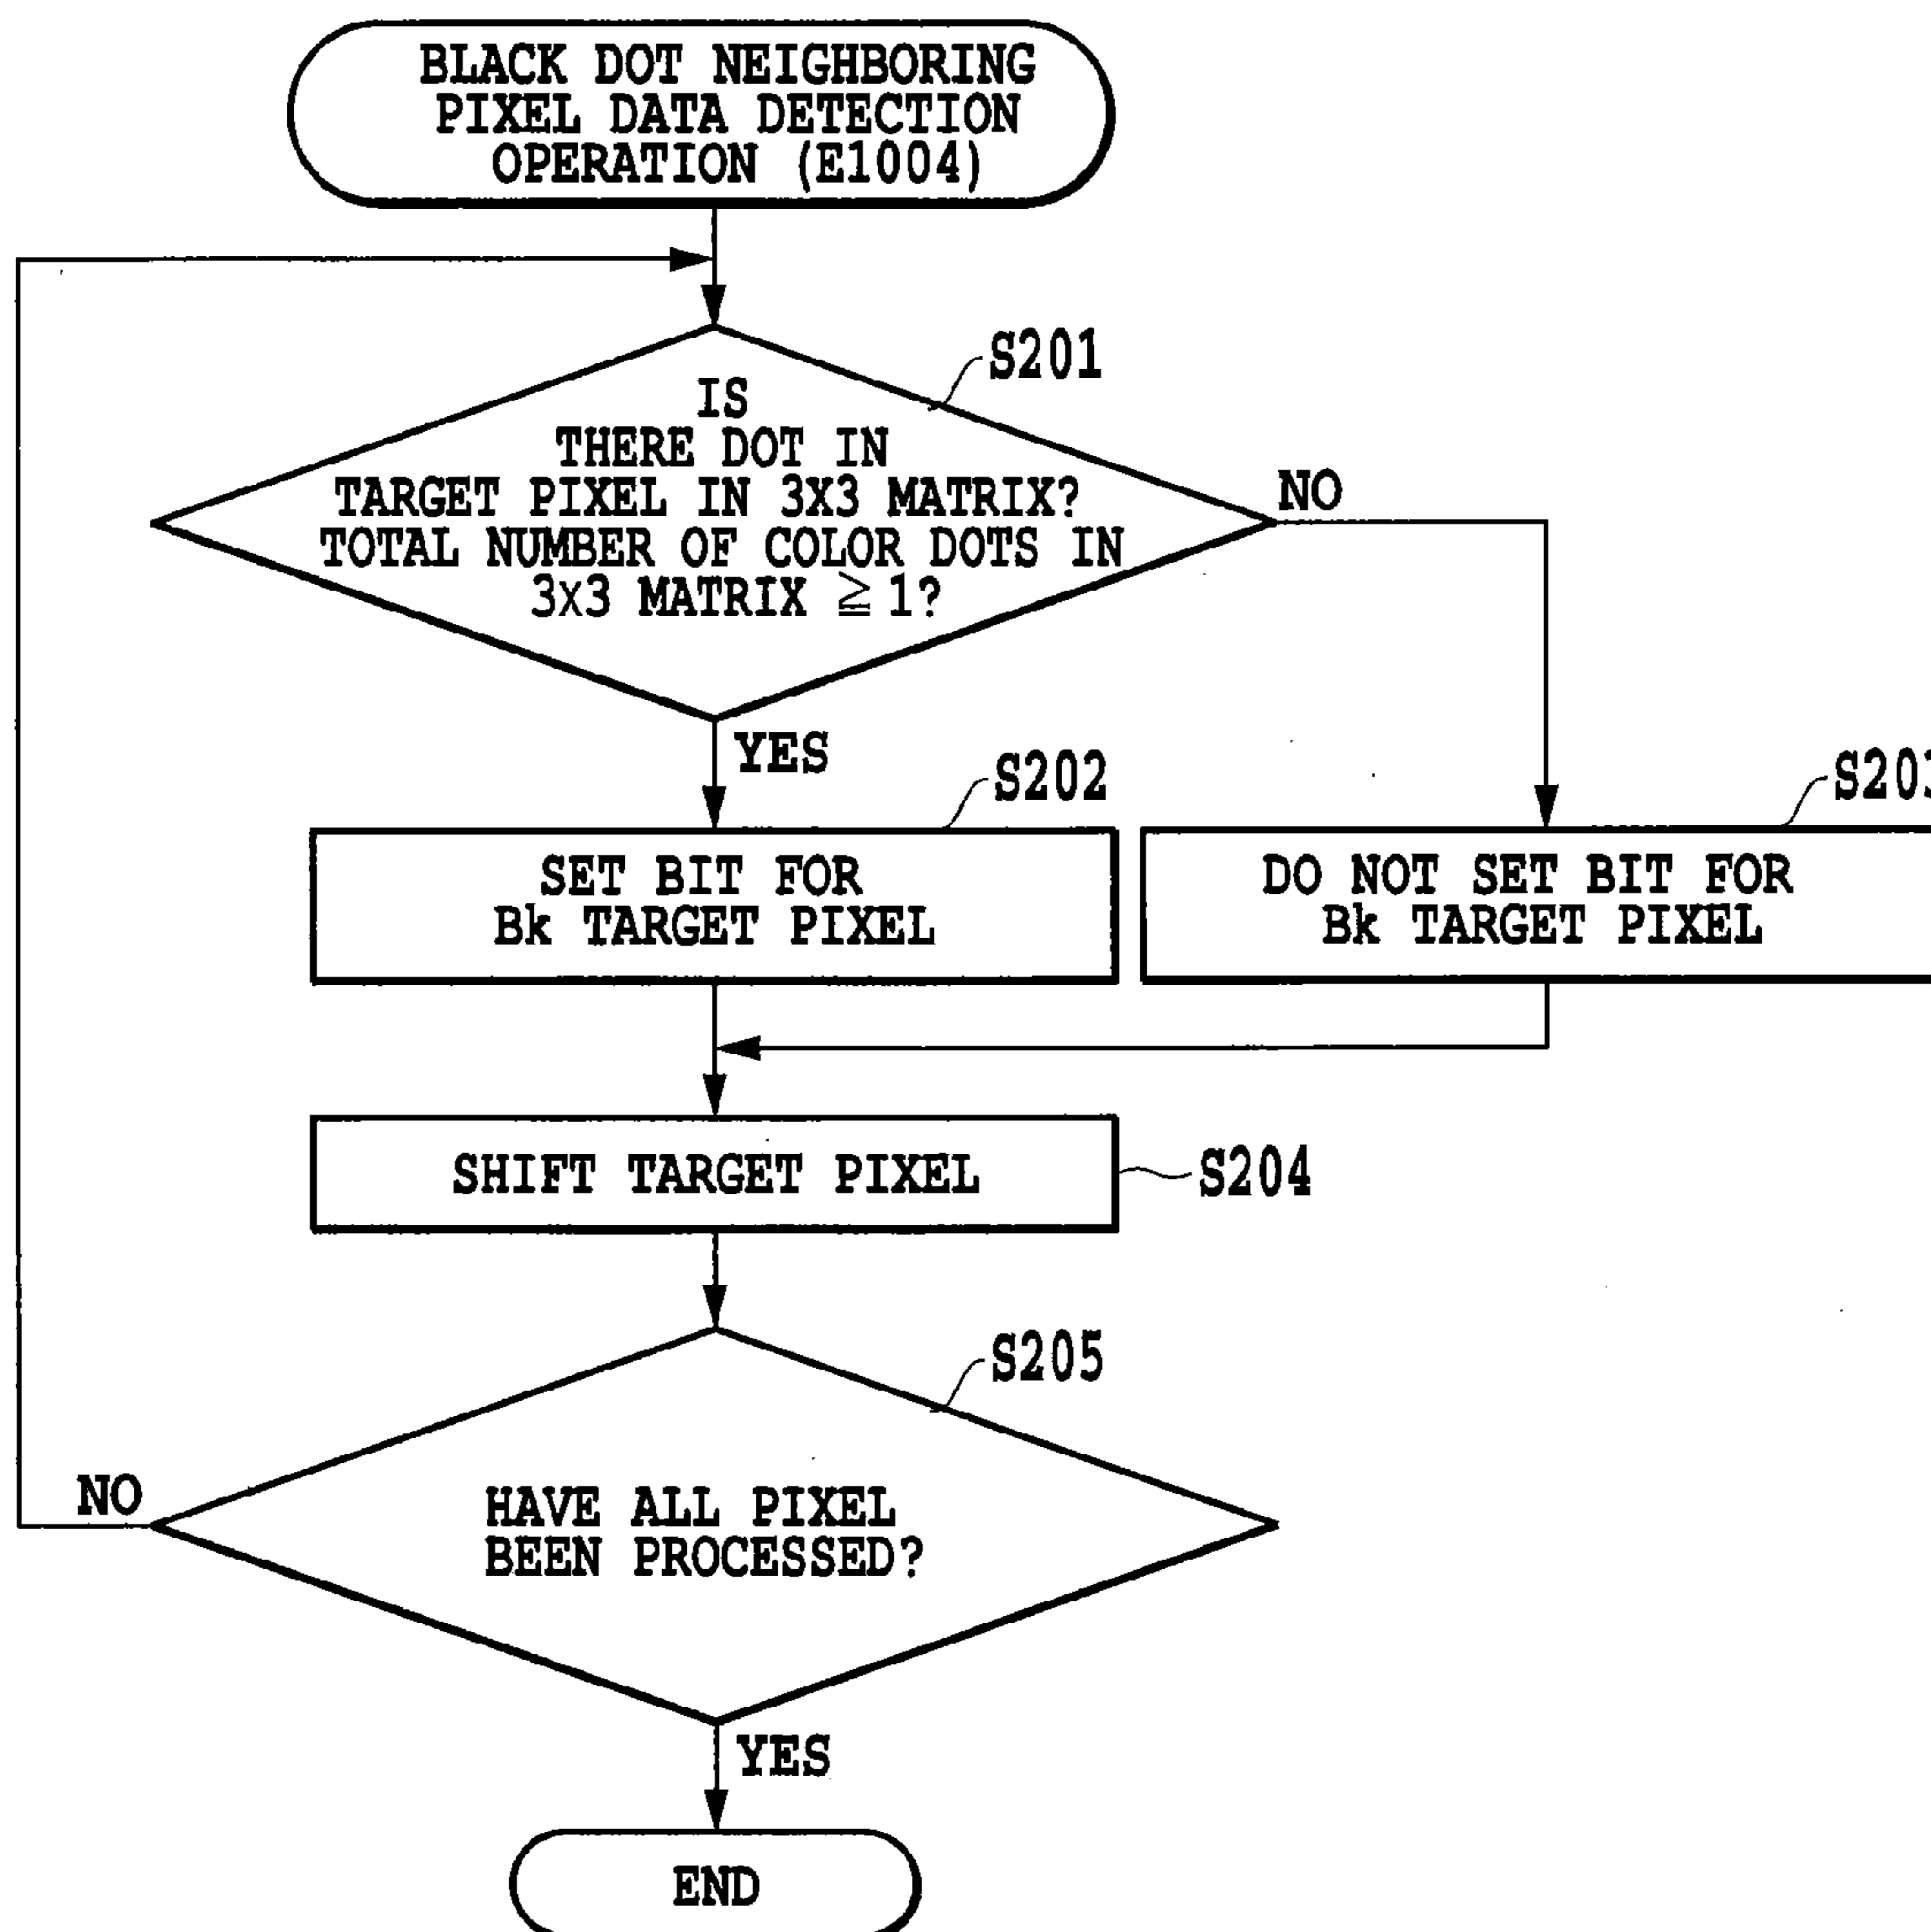 BLACK DOT NEIGHBORING
PIXEL DATA DETECTION
OPERATION (E1004)
S201
IS
THERE DOT IN
TARGET PIXEL IN 3X3 MATRIX?
TOTAL NUMBER OF COLOR DOTS IN
3x3 MATRIX ≧ 1?
NO
YES
S202
S203
SET BIT FOR
Bk TARGET PIXEL
DO NOT SET BIT FOR
Bk TARGET PIXEL
SHIFT TARGET PIXEL
S204
S205
NO
HAVE ALL PIXEL
BEEN PROCESSED?
YES
END